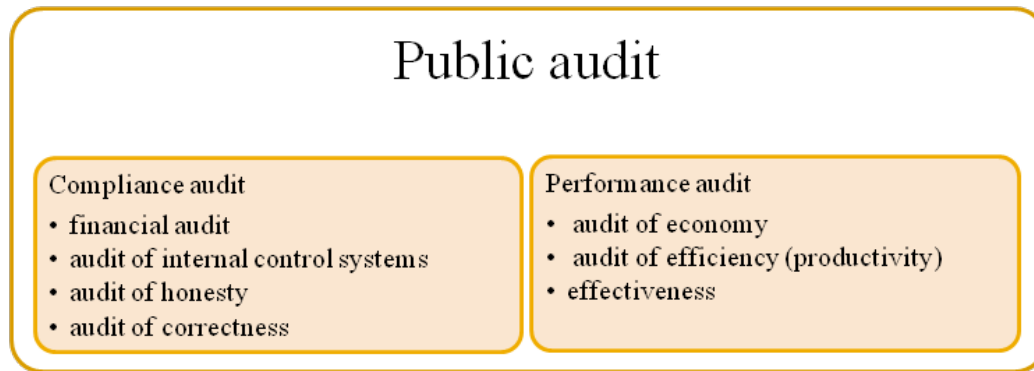 Public audit
Compliance audit
• financial audit
• audit of internal control systems
• audit of honesty
• audit of correctness
Performance audit
• audit of economy
• audit of efficiency (productivity)
• effectiveness